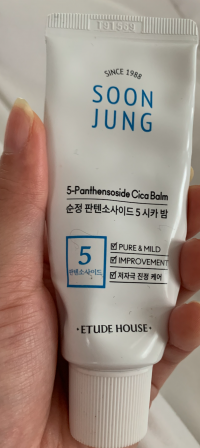 SINCE 1988
SOON
JUNG
5-Panthensoside Cica Balm
순정 판텐소사이드 5 시카 밤
5
판텐소사이드
PURE & MILD
IMPROVEMENT
저자극 진정 케어
·ETUDE HOUSE·